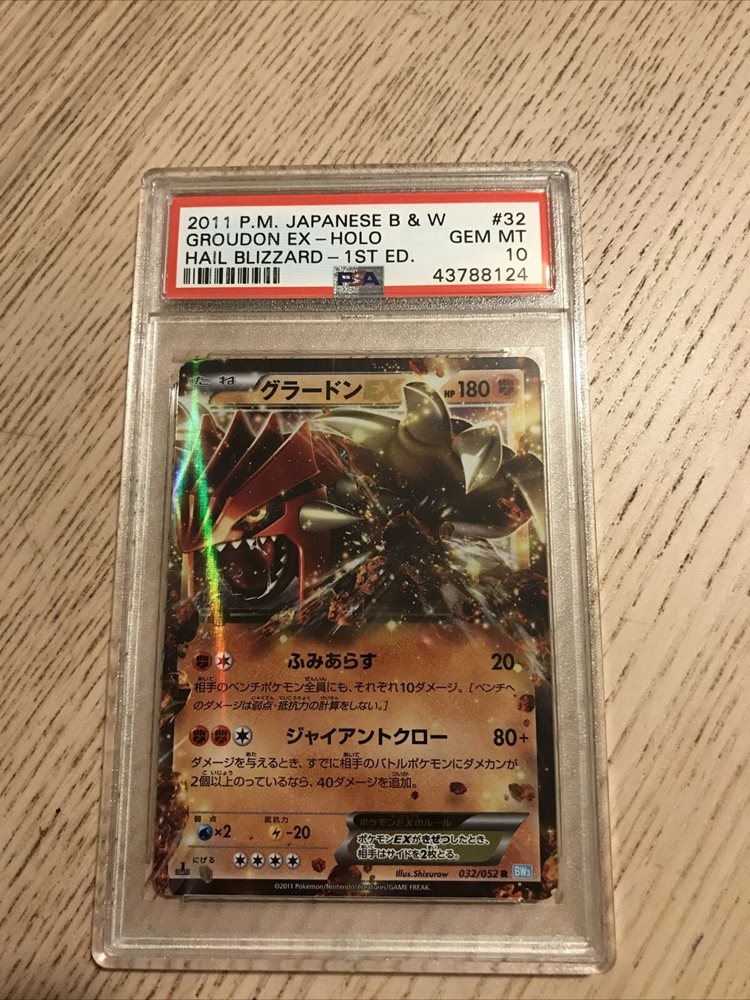 2011 P.M. JAPANESE B & W #32
GROUDON EX - HOLO GEM MT
HAIL BLIZZARD - 1ST ED. 10
PSA 43788124
たね グラードンEX HP 180
ふみあらす 20
相手のベンチポケモン全員にも、それぞれ10ダメージ。[ベンチへ
のダメージは弱点・抵抗力の計算をしない。]
ジャイアントクロー 80+
ダメージを与えるとき、すでに相手のバトルポケモンにダメカンが
2個以上のっているなら、40ダメージを追加。
弱点 抵抗力 ポケモンEXのルール
×2 -20 ポケモンEXがきぜつしたとき、
相手はサイドを2枚とる。
にげる
Illus.Shizurow 032/052 R BW3
©2011 Pokémon/Nintendo/Creatures/GAME FREAK.